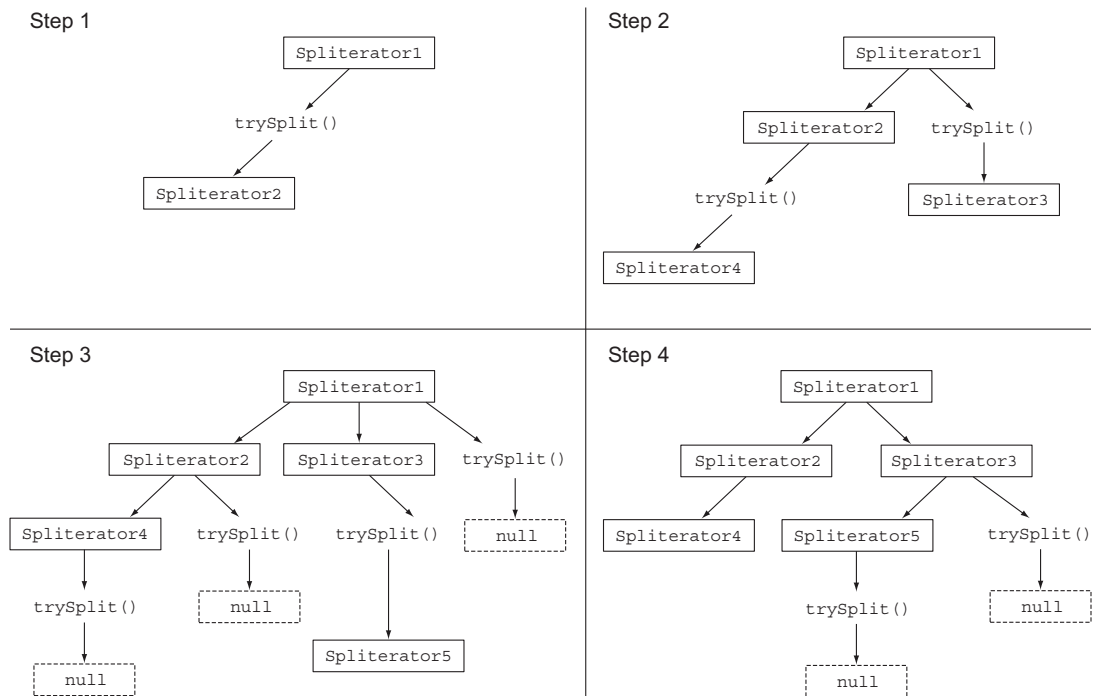 Step 1
Spliterator1
trySplit()
Spliterator2
Step 2
Spliterator1
Spliterator2
trySplit()
trySplit()
Spliterator3
Spliterator4
Step 3
Spliterator1
Spliterator2
Spliterator3
trySplit()
Spliterator4
trySplit()
trySplit()
null
trySplit()
null
Spliterator5
null
Step 4
Spliterator1
Spliterator2
Spliterator3
Spliterator4
Spliterator5
trySplit()
trySplit()
null
null